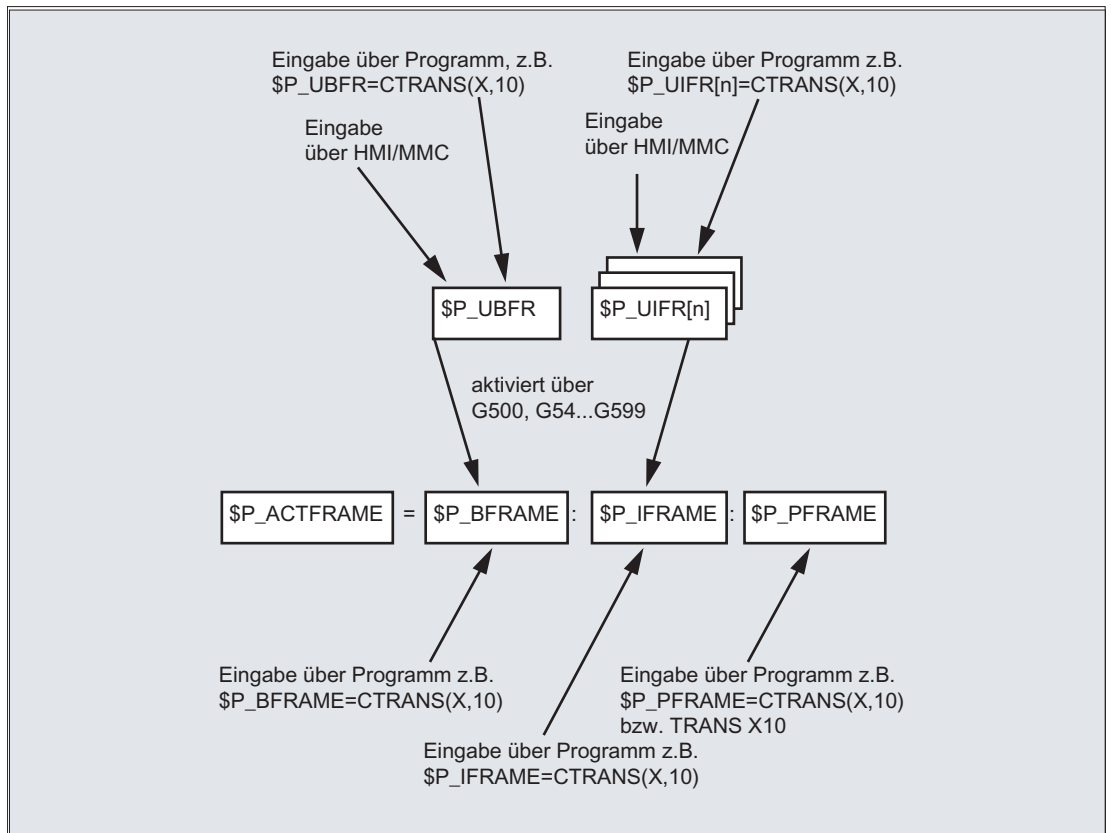 Eingabe über Programm, z.B.
$P_UBFR=CTRANS(X,10)
Eingabe über Programm z.B.
$P_UIFR[n]=CTRANS(X,10)
Eingabe
über HMI/MMC
Eingabe
über HMI/MMC
$P_UBFR
$P_UIFR[n]
aktiviert über
G500, G54...G599
$P_ACTFRAME = $P_BFRAME : $P_IFRAME : $P_PFRAME
Eingabe über Programm z.B.
$P_BFRAME=CTRANS(X,10)
Eingabe über Programm z.B.
$P_PFRAME=CTRANS(X,10)
bzw. TRANS X10
Eingabe über Programm z.B.
$P_IFRAME=CTRANS(X,10)